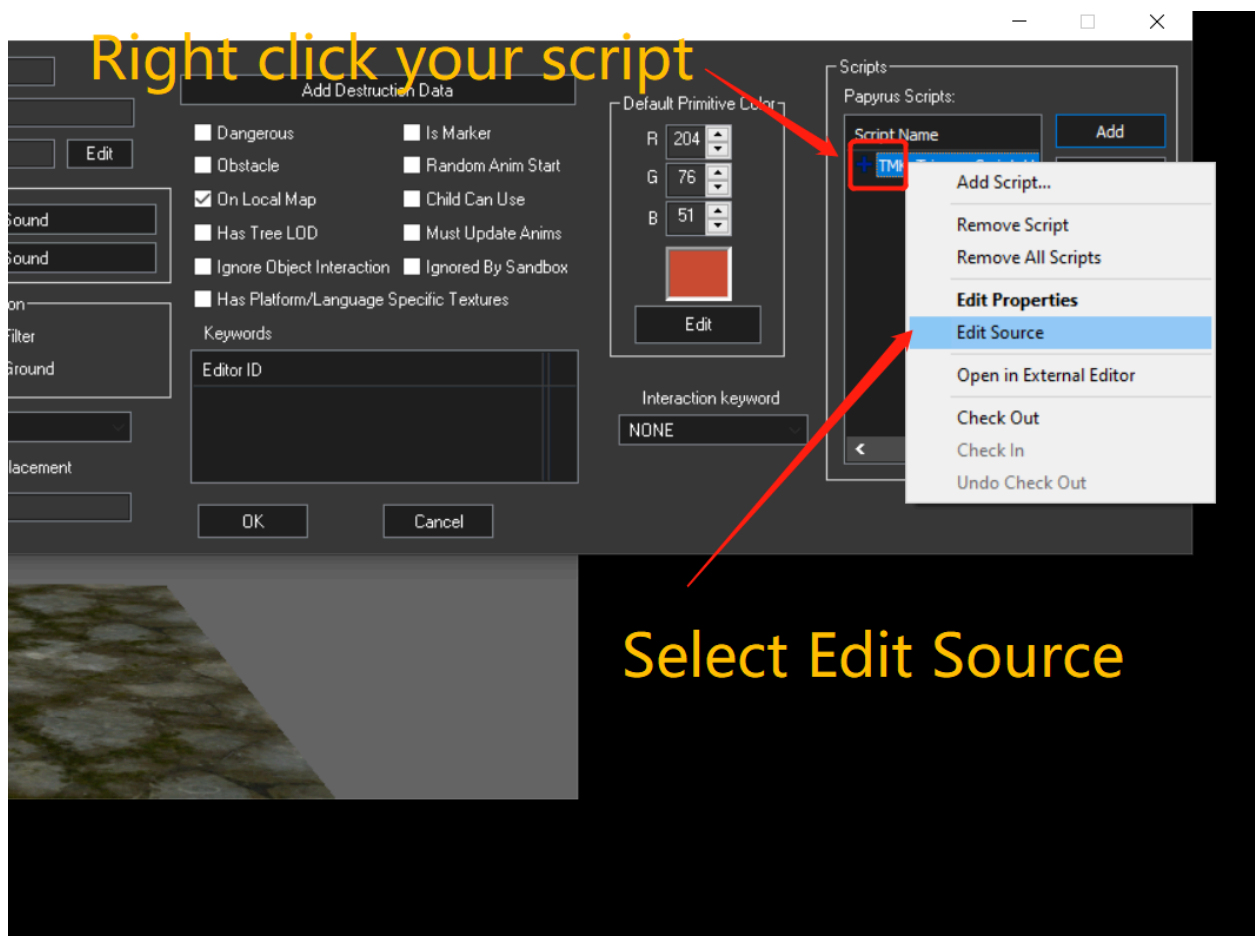 Right click your script
Add Destruction Data
Edit
Sound
Sound
on
Filter
Ground
lacement
Dangerous
Is Marker
Obstacle
Random Anim Start
On Local Map
Child Can Use
Has Tree LOD
Must Update Anims
Ignore Object Interaction
Ignored By Sandbox
Has Platform/Language Specific Textures
Keywords
Editor ID
OK
Cancel
Default Primitive Color
R 204
G 76
B 51
Edit
Interaction keyword
NONE
Scripts
Papyrus Scripts:
Script Name
Add
Add Script...
Remove Script
Remove All Scripts
Edit Properties
Edit Source
Open in External Editor
Check Out
Check In
Undo Check Out
Select Edit Source